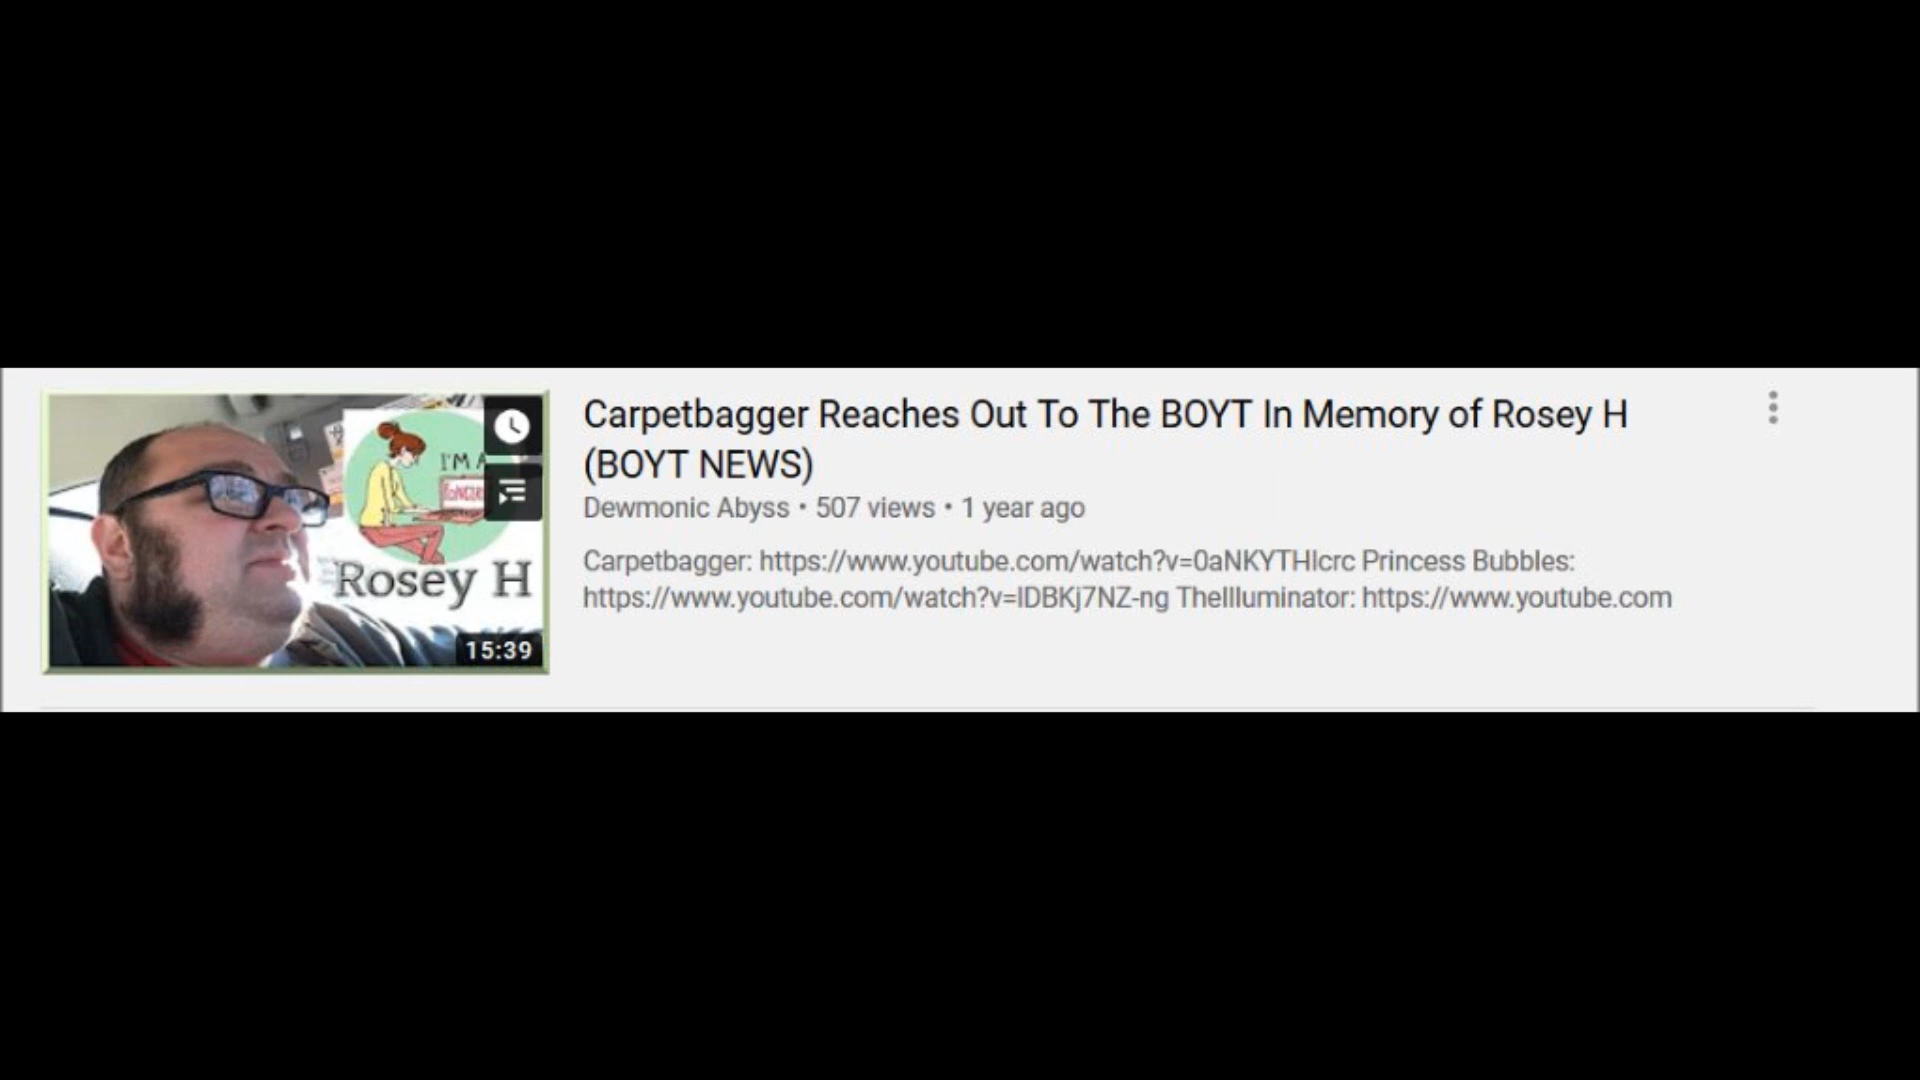 Carpetbagger Reaches Out To The BOYT In Memory of Rosey H
(BOYT NEWS)
Dewmonic Abyss • 507 views • 1 year ago
Carpetbagger: https://www.youtube.com/watch?v=0aNKYTHlcrc Princess Bubbles:
https://www.youtube.com/watch?v=lDBKj7NZ-ng TheIlluminator: https://www.youtube.com
I'M A
Rosey H
15:39